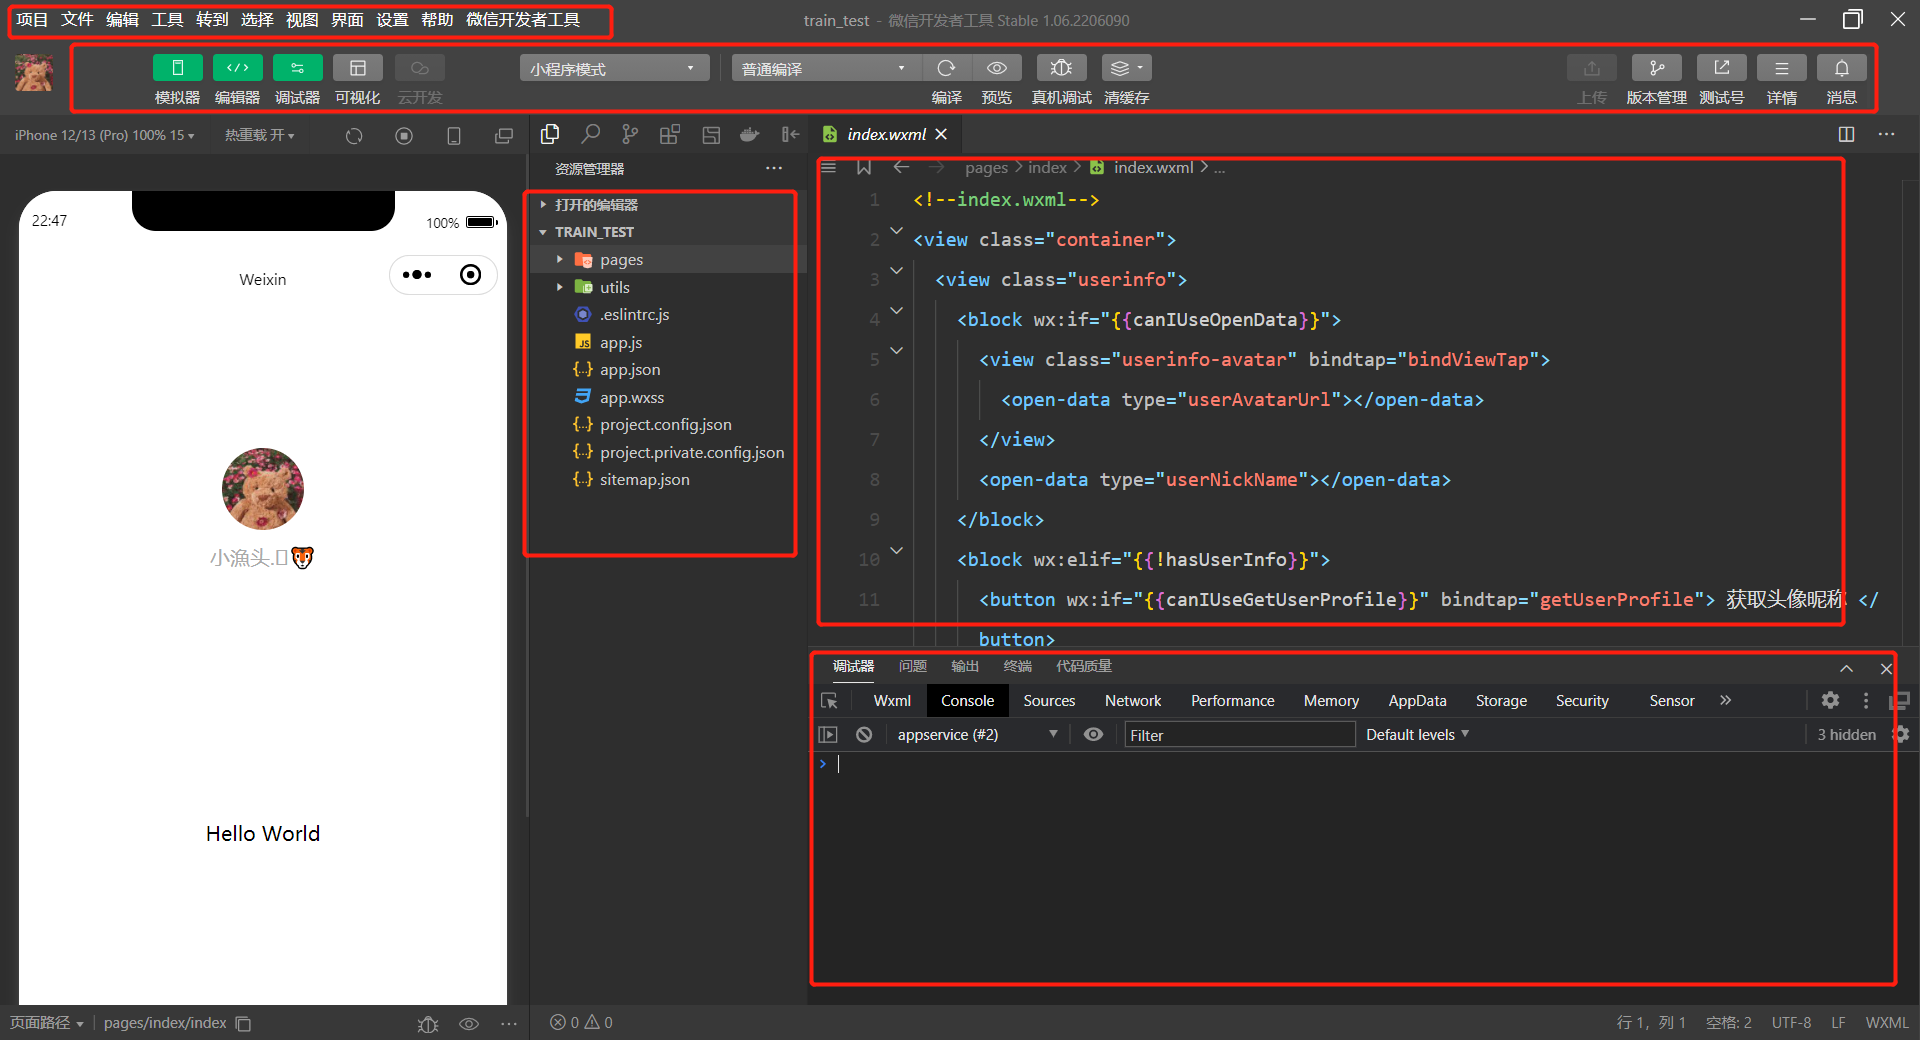 项目 文件 编辑 工具 转到 选择 视图 界面 设置 帮助 微信开发者工具
train_test - 微信开发者工具 Stable 1.06.2206090
小程序模式
普通编译
模拟器 编辑器 调试器 可视化 云开发
编译 预览 真机调试 清缓存
上传 版本管理 测试号 详情 消息
iPhone 12/13 (Pro) 100% 15
热重载 开
22:47
100%
Weixin
小漁头.
Hello World
资源管理器
打开的编辑器
TRAIN_TEST
pages
utils
.eslintrc.js
app.js
app.json
app.wxss
project.config.json
project.private.config.json
sitemap.json
index.wxml
pages > index > index.wxml > ...
1 <!--index.wxml-->
2 <view class="container">
3 <view class="userinfo">
4 <block wx:if="{{canIUseOpenData}}">
5 <view class="userinfo-avatar" bindtap="bindViewTap">
6 <open-data type="userAvatarUrl"></open-data>
7 </view>
8 <open-data type="userNickName"></open-data>
9 </block>
10 <block wx:elif="{{!hasUserInfo}}">
11 <button wx:if="{{canIUseGetUserProfile}}" bindtap="getUserProfile"> 获取头像昵称 </
button>
调试器 问题 输出 终端 代码质量
Wxml Console Sources Network Performance Memory AppData Storage Security Sensor
appservice (#2)
Filter
Default levels
3 hidden
页面路径 pages/index/index
0 0
行 1，列 1 空格: 2 UTF-8 LF WXML